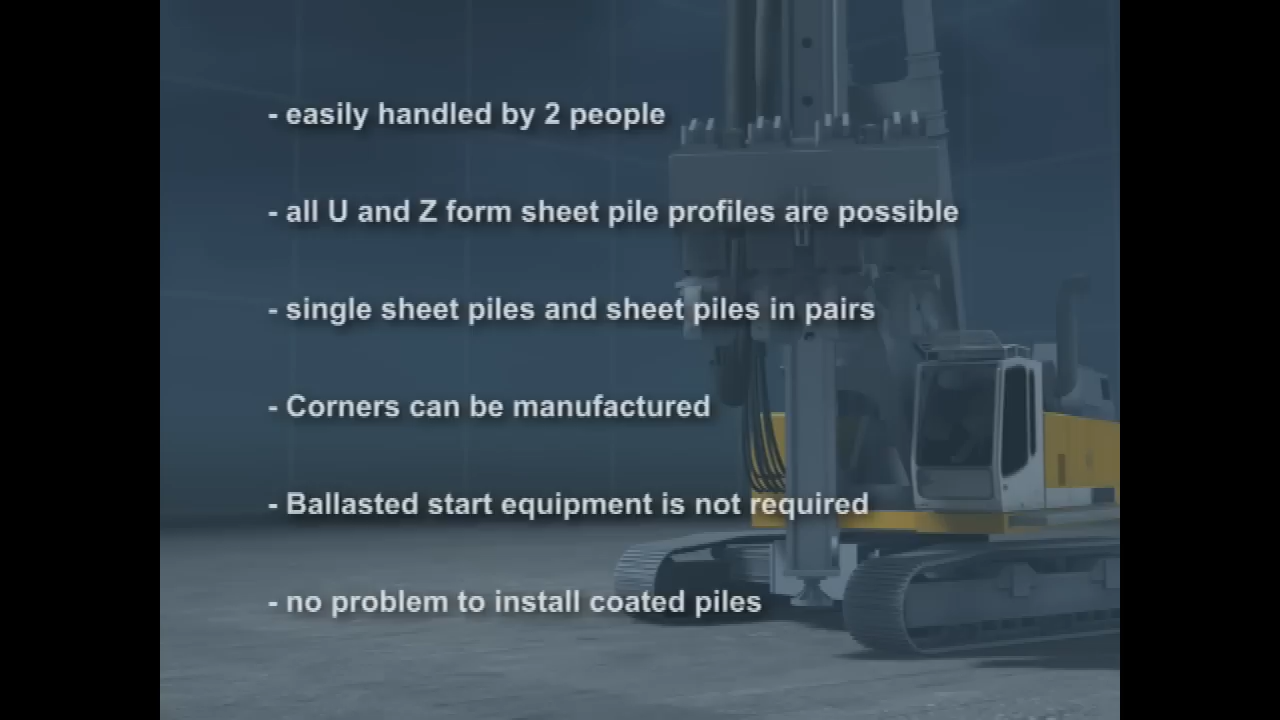 - easily handled by 2 people
- all U and Z form sheet pile profiles are possible
- single sheet piles and sheet piles in pairs
- Corners can be manufactured
- Ballasted start equipment is not required
- no problem to install coated piles